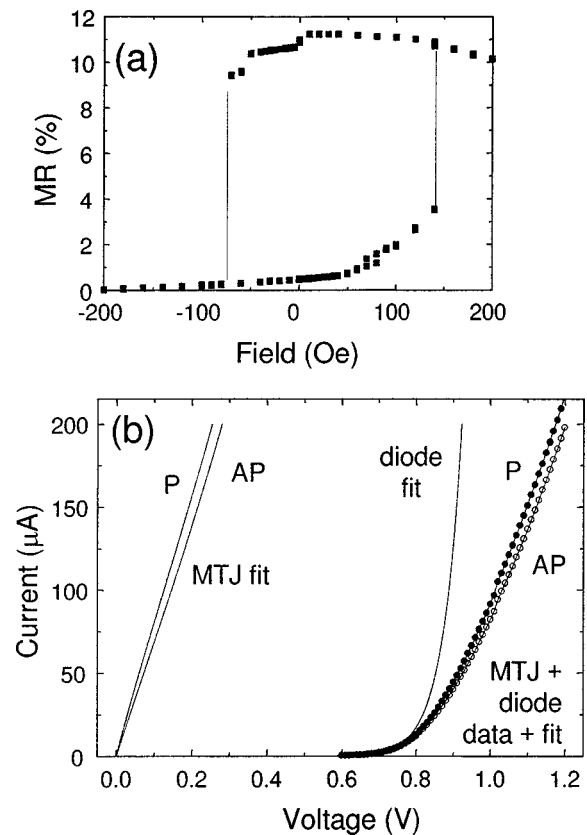 (a)
12
10
8
6
4
2
0
MR (%)
-200 -100 0 100 200
Field (Oe)
(b)
200
150
100
50
0
Current (μA)
P
AP
MTJ fit
diode
fit
P
AP
MTJ +
diode
data + fit
0.0 0.2 0.4 0.6 0.8 1.0 1.2
Voltage (V)